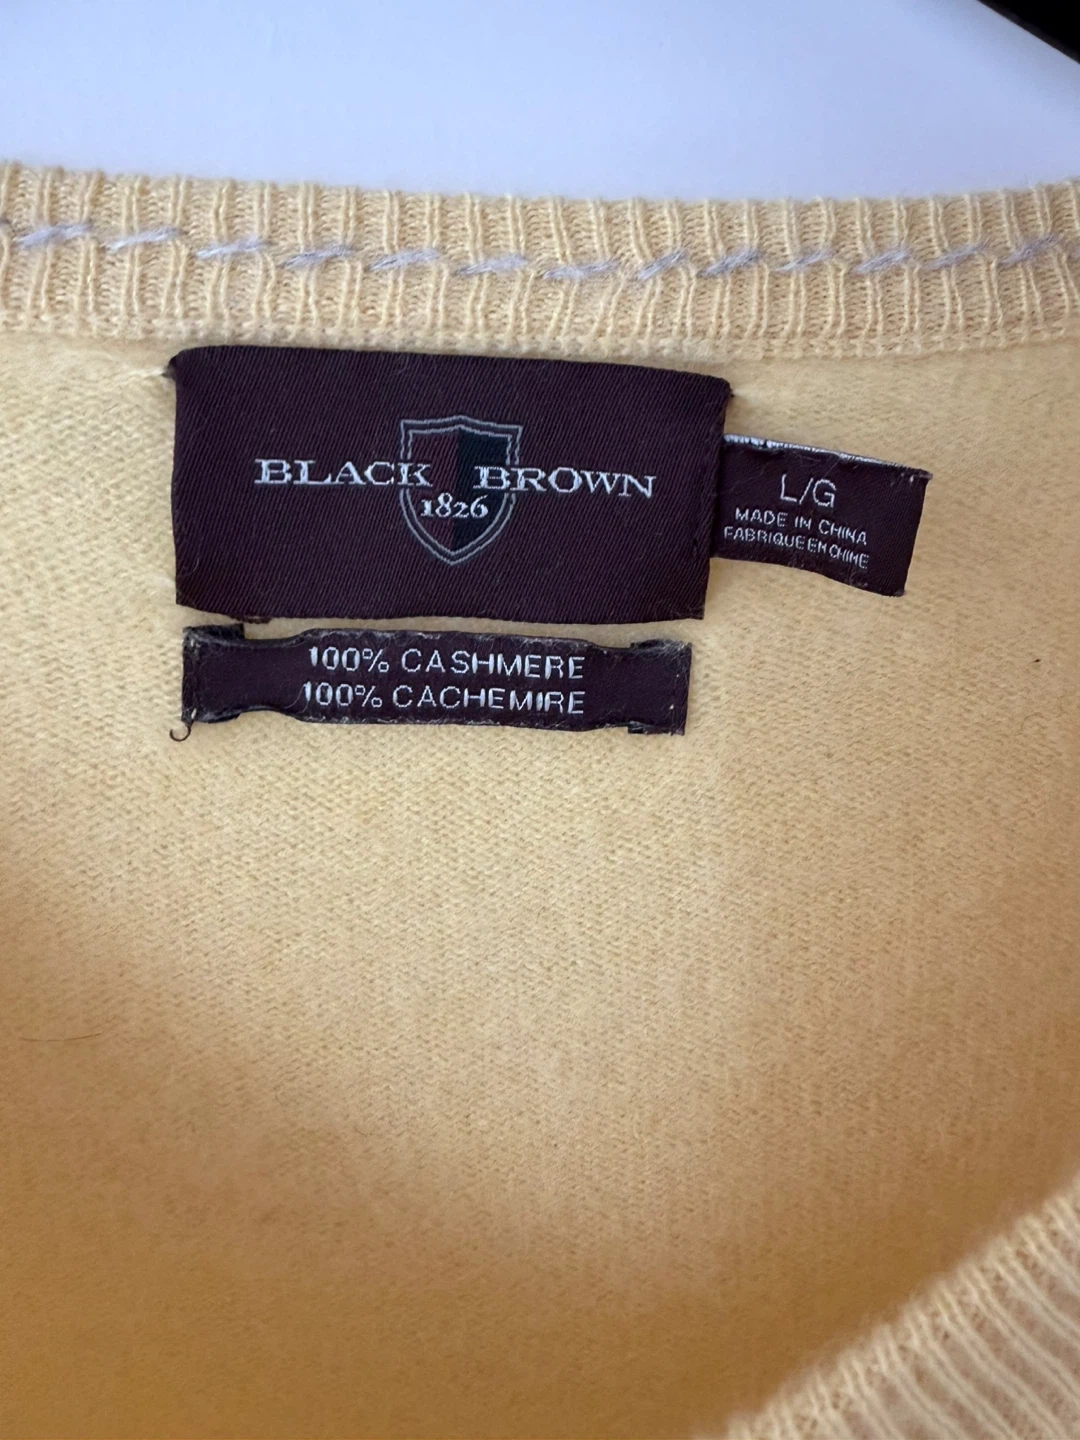 BLACK BROWN
1826
L/G
MADE IN CHINA
FABRIQUE EN CHINE
100% CASHMERE
100% CACHEMIRE